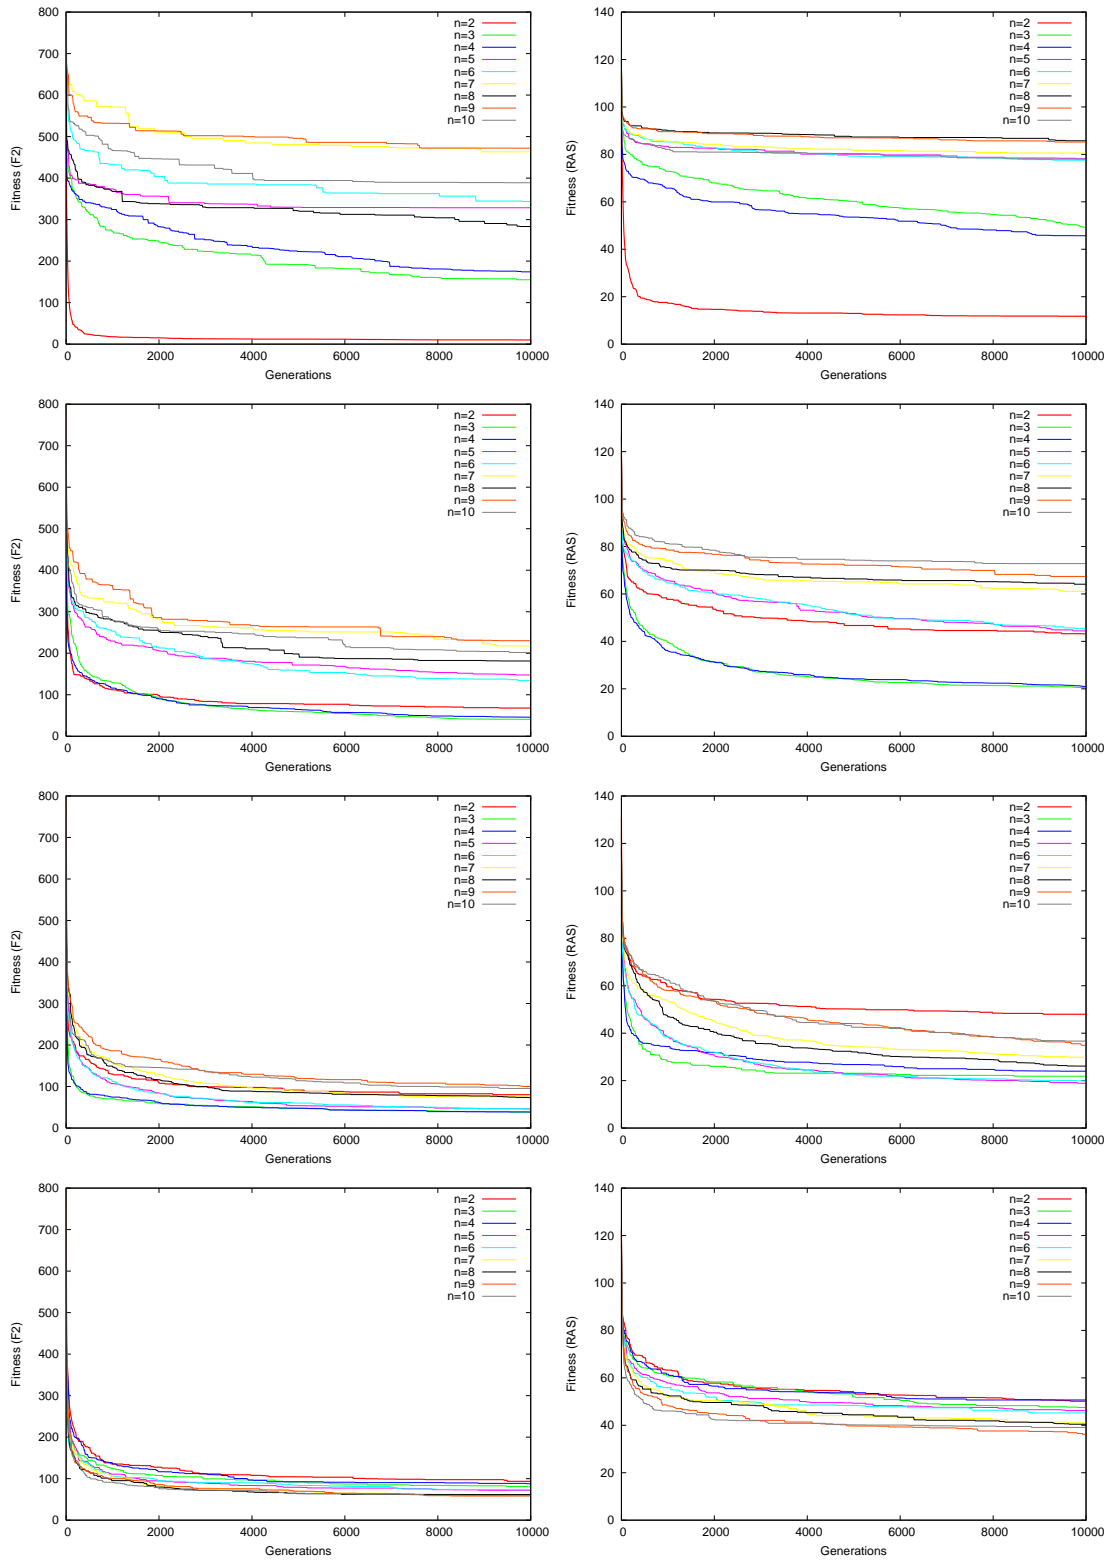 Fitness (F2)
800
700
600
500
400
300
200
100
0
n=2
n=3
n=4
n=5
n=6
n=7
n=8
n=9
n=10
0 2000 4000 6000 8000 10000
Generations
Fitness (RAS)
140
120
100
80
60
40
20
0
n=2
n=3
n=4
n=5
n=6
n=7
n=8
n=9
n=10
0 2000 4000 6000 8000 10000
Generations
Fitness (F2)
800
700
600
500
400
300
200
100
0
n=2
n=3
n=4
n=5
n=6
n=7
n=8
n=9
n=10
0 2000 4000 6000 8000 10000
Generations
Fitness (RAS)
140
120
100
80
60
40
20
0
n=2
n=3
n=4
n=5
n=6
n=7
n=8
n=9
n=10
0 2000 4000 6000 8000 10000
Generations
Fitness (F2)
800
700
600
500
400
300
200
100
0
n=2
n=3
n=4
n=5
n=6
n=7
n=8
n=9
n=10
0 2000 4000 6000 8000 10000
Generations
Fitness (RAS)
140
120
100
80
60
40
20
0
n=2
n=3
n=4
n=5
n=6
n=7
n=8
n=9
n=10
0 2000 4000 6000 8000 10000
Generations
Fitness (F2)
800
700
600
500
400
300
200
100
0
n=2
n=3
n=4
n=5
n=6
n=7
n=8
n=9
n=10
0 2000 4000 6000 8000 10000
Generations
Fitness (RAS)
140
120
100
80
60
40
20
0
n=2
n=3
n=4
n=5
n=6
n=7
n=8
n=9
n=10
0 2000 4000 6000 8000 10000
Generations